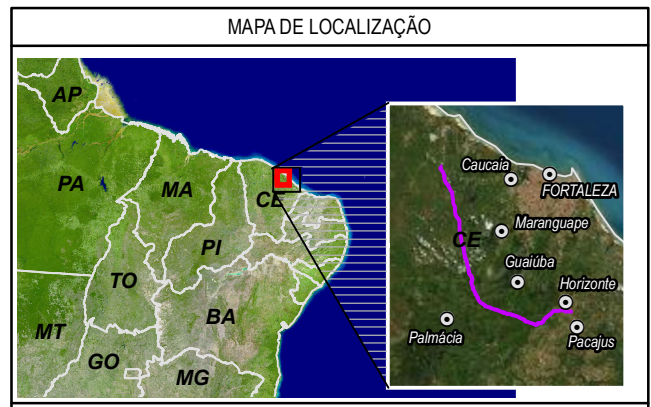 MAPA DE LOCALIZAÇÃO
AP
PA
MA
CE
PI
TO
BA
MT
GO
MG
Caucaia
FORTALEZA
CE
Maranguape
Guaiúba
Horizonte
Palmácia
Pacajus